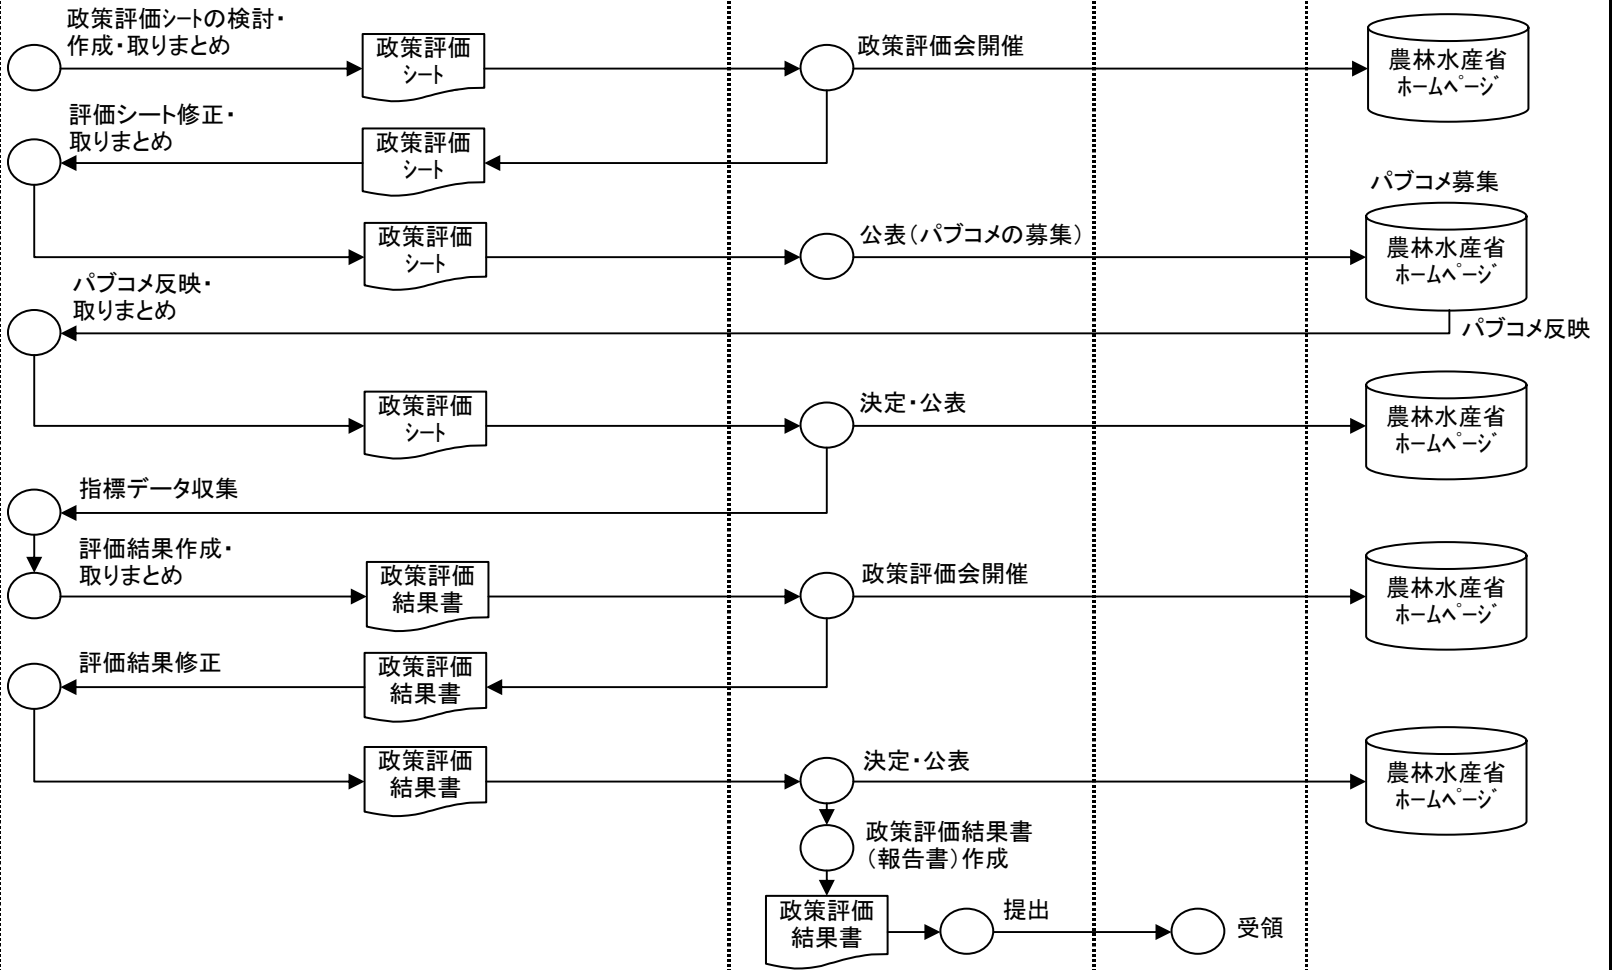 政策評価ｼｰﾄの検討・
作成・取りまとめ
政策評価
ｼｰﾄ
政策評価会開催
農林水産省
ﾎｰﾑﾍﾟｰｼﾞ
評価シート修正・
取りまとめ
政策評価
ｼｰﾄ
パブコメ募集
政策評価
ｼｰﾄ
公表（パブコメの募集）
農林水産省
ﾎｰﾑﾍﾟｰｼﾞ
パブコメ反映・
取りまとめ
パブコメ反映
政策評価
ｼｰﾄ
決定・公表
農林水産省
ﾎｰﾑﾍﾟｰｼﾞ
指標データ収集
評価結果作成・
取りまとめ
政策評価
結果書
政策評価会開催
農林水産省
ﾎｰﾑﾍﾟｰｼﾞ
評価結果修正
政策評価
結果書
政策評価
結果書
決定・公表
農林水産省
ﾎｰﾑﾍﾟｰｼﾞ
政策評価結果書
（報告書）作成
政策評価
結果書
提出
受領